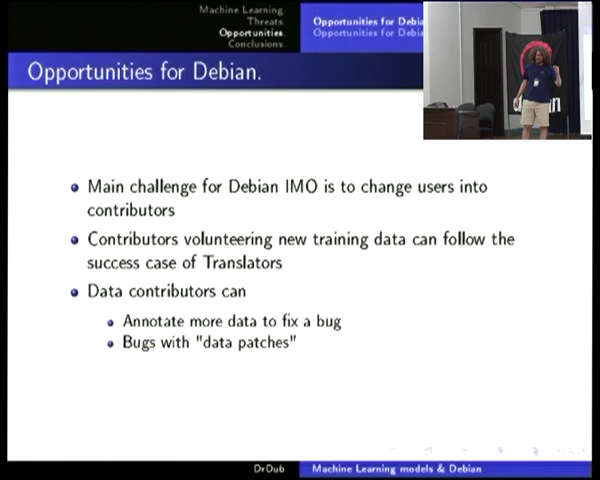 Machine Learning
Threats
Opportunities
Conclusions
Opportunities for
Opportunities for
Opportunities for Debian.
Main challenge for Debian IMO is to change users into
contributors
Contributors volunteering new training data can follow the
success case of Translators
Data contributors can
Annotate more data to fix a bug
Bugs with "data patches"
DrDub
Machine Learning models & Debian